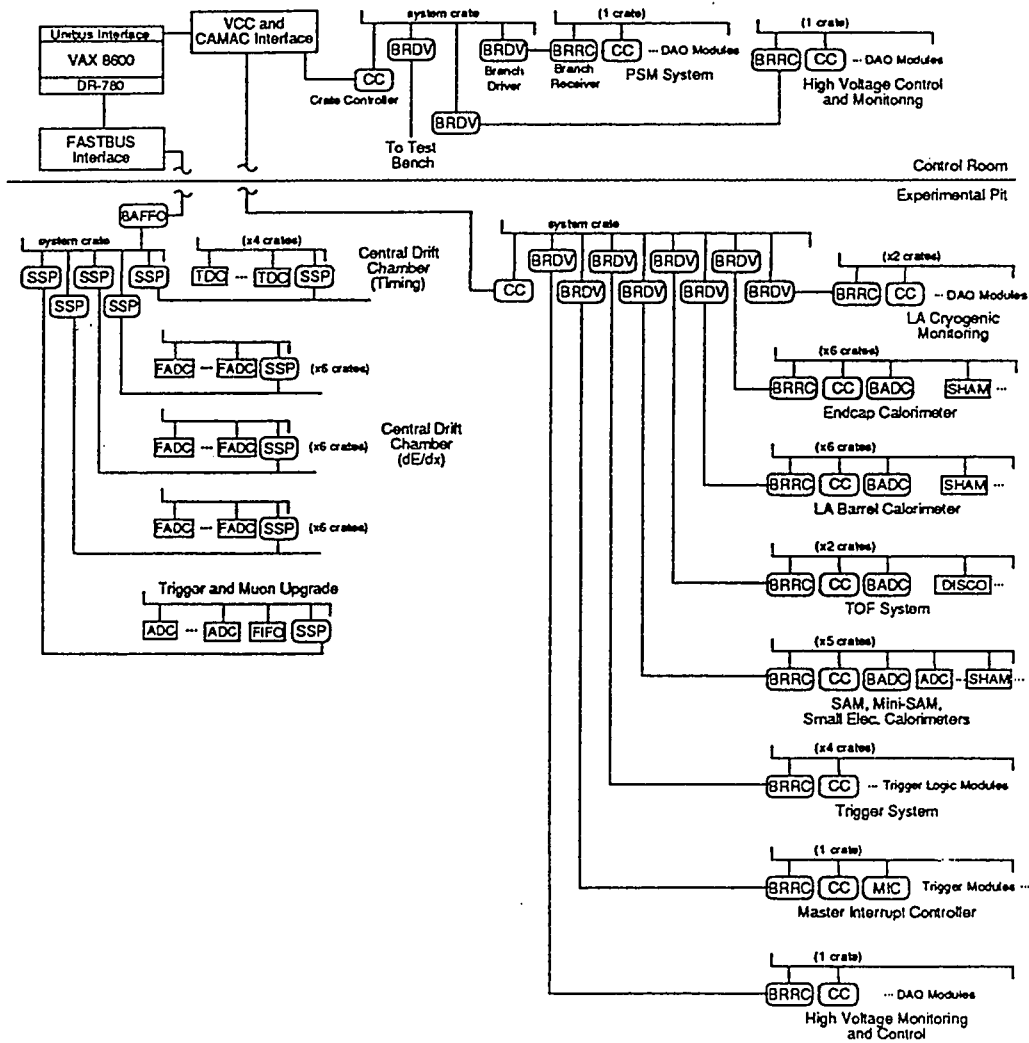 Unibus Interface
VAX 8600
DR-780
FASTBUS
Interface
VCC and
CAMAC Interface
system crate
BRDV
BRDV
Branch
Driver
CC
Crate Controller
BRDV
To Test
Bench
(1 crate)
BRRC
CC
... DAQ Modules
Branch
Receiver
PSM System
(1 crate)
BRRC
CC
... DAQ Modules
High Voltage Control
and Monitoring
Control Room
Experimental Pit
BAFFO
system crate
SSP
SSP
SSP
SSP
SSP
(x4 crates)
TDC ... TDC SSP
Central Drift
Chamber
(Timing)
FADC ... FADC SSP (x6 crates)
FADC ... FADC SSP (x6 crates)
Central Drift
Chamber
(dE/dx)
FADC ... FADC SSP (x6 crates)
Trigger and Muon Upgrade
ADC ... ADC FIFO SSP
system crate
BRDV BRDV BRDV BRDV
CC BRDV BRDV BRDV BRDV
(x2 crates)
BRRC CC ... DAQ Modules
LA Cryogenic
Monitoring
(x6 crates)
BRRC CC BADC SHAM ...
Endcap Calorimeter
(x6 crates)
BRRC CC BADC SHAM ...
LA Barrel Calorimeter
(x2 crates)
BRRC CC BADC DISCO ...
TOF System
(x5 crates)
BRRC CC BADC ADC ... SHAM ...
SAM, Mini-SAM,
Small Elec. Calorimeters
(x4 crates)
BRRC CC ... Trigger Logic Modules
Trigger System
(1 crate)
BRRC CC MIC Trigger Modules ...
Master Interrupt Controller
(1 crate)
BRRC CC ... DAQ Modules
High Voltage Monitoring
and Control